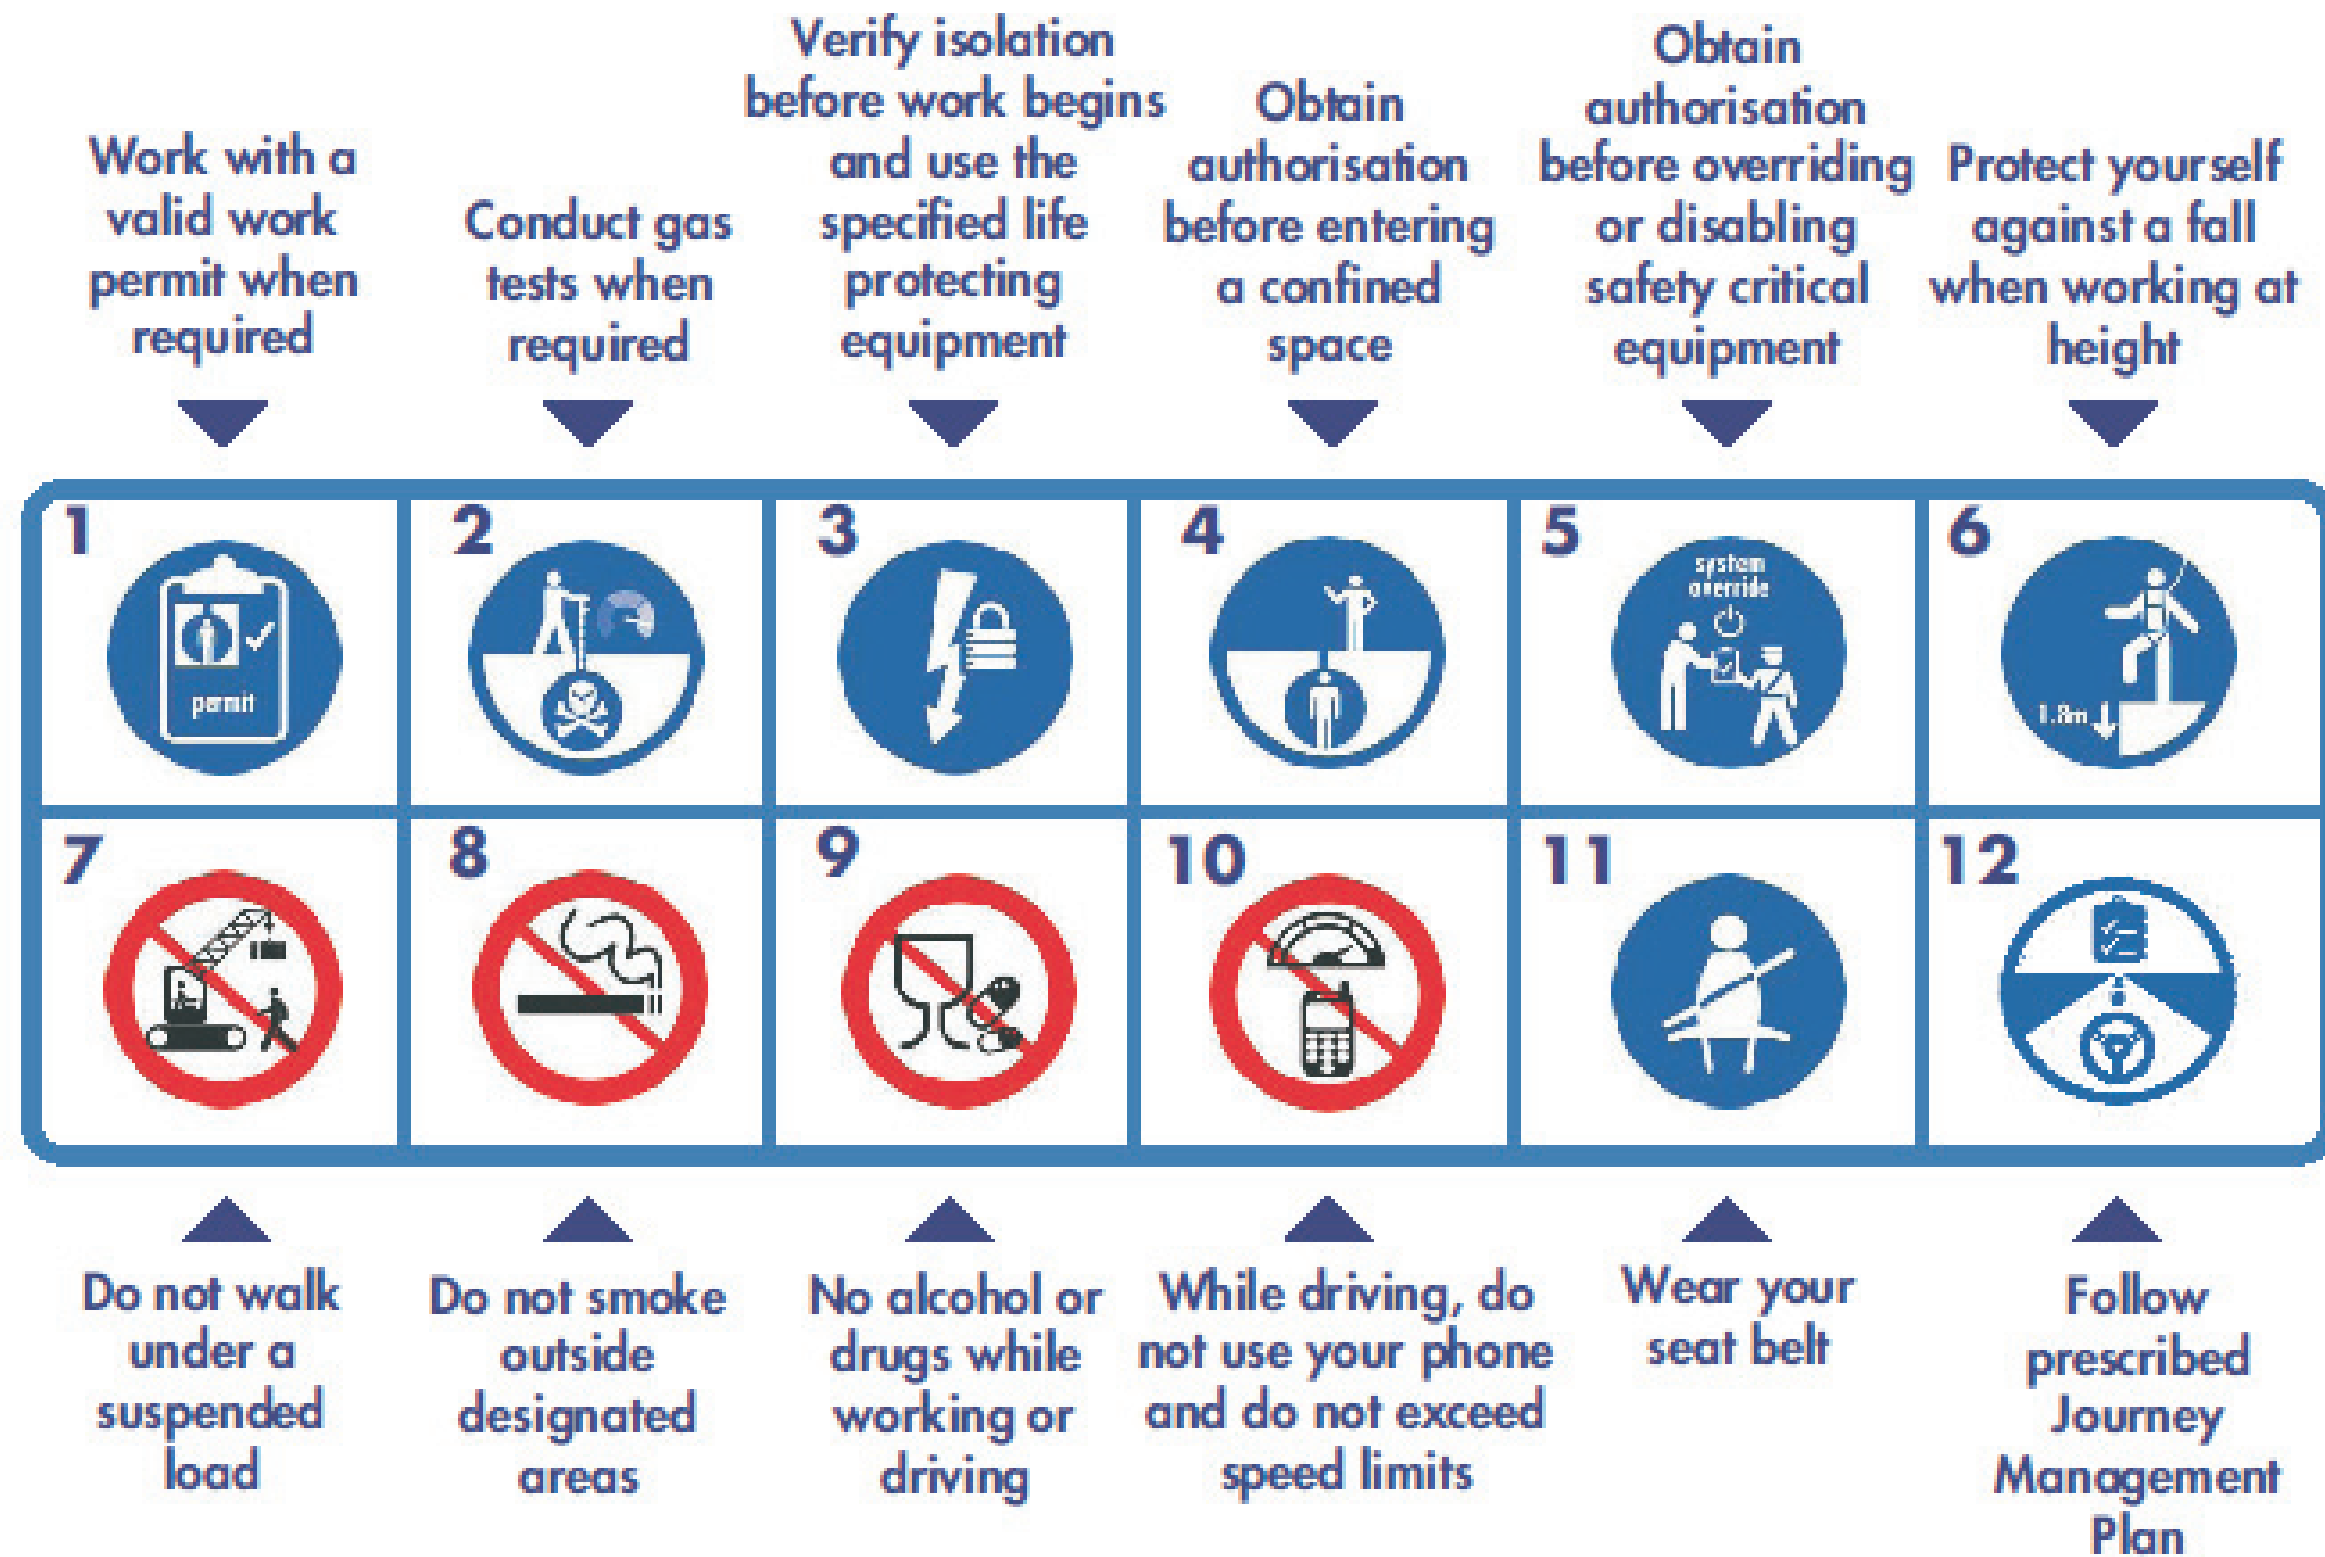 Work with a
valid work
permit when
required
Conduct gas
tests when
required
Verify isolation
before work begins
and use the
specified life
protecting
equipment
Obtain
authorisation
before entering
a confined
space
Obtain
authorisation
before overriding
or disabling
safety critical
equipment
Protect yourself
against a fall
when working at
height
1
permit
2
3
4
5
system
override
6
1.8m
7
8
9
10
11
12
Do not walk
under a
suspended
load
Do not smoke
outside
designated
areas
No alcohol or
drugs while
working or
driving
While driving, do
not use your phone
and do not exceed
speed limits
Wear your
seat belt
Follow
prescribed
Journey
Management
Plan